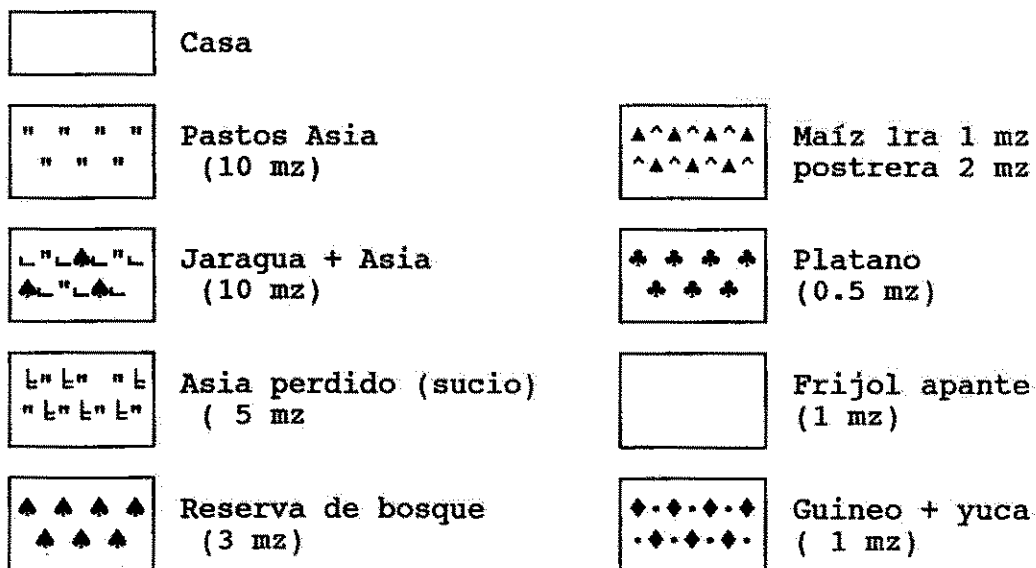 Casa
Pastos Asia
(10 mz)
Jaragua + Asia
(10 mz)
Asia perdido (sucio)
( 5 mz
Reserva de bosque
(3 mz)
Maíz 1ra 1 mz
postrera 2 mz
Platano
(0.5 mz)
Frijol apante
(1 mz)
Guineo + yuca
( 1 mz)